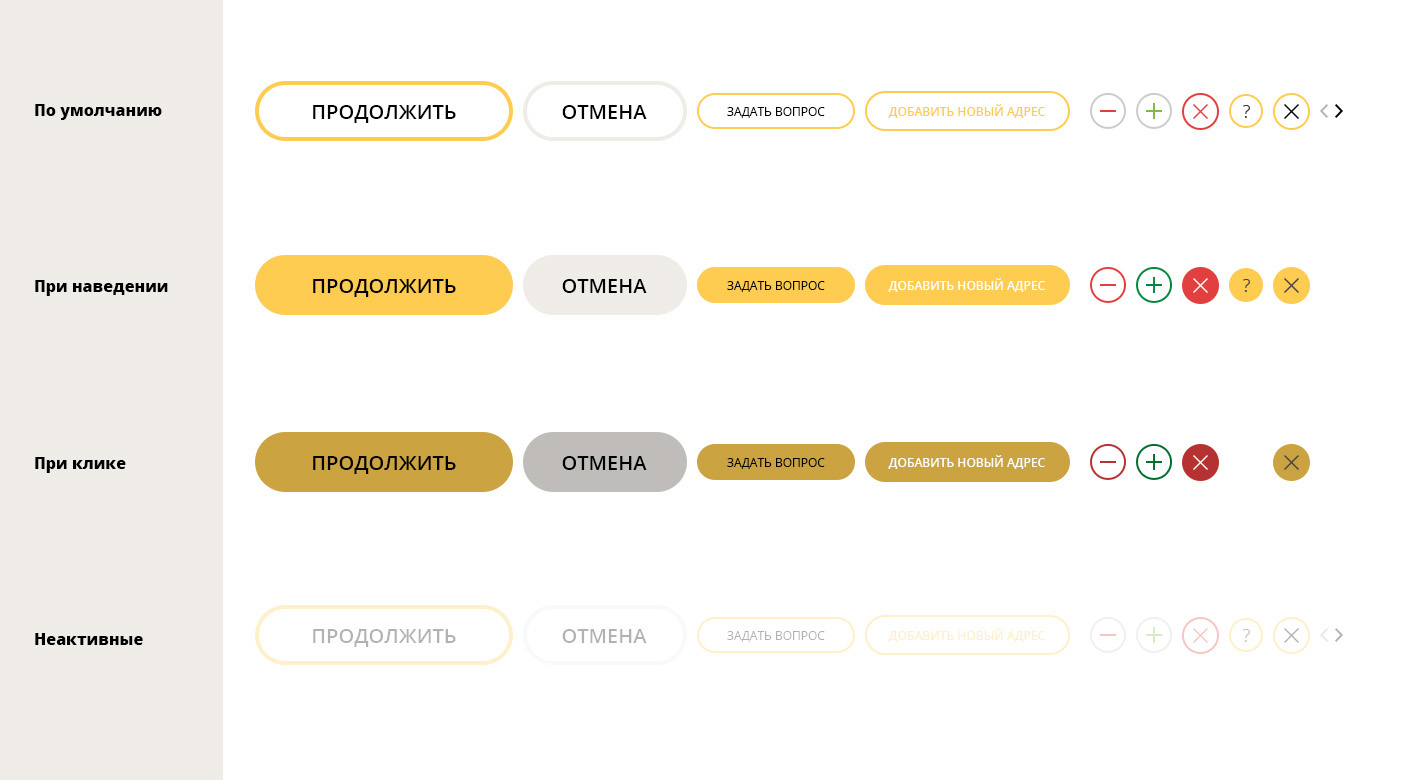 По умолчанию
ПРОДОЛЖИТЬ ОТМЕНА ЗАДАТЬ ВОПРОС ДОБАВИТЬ НОВЫЙ АДРЕС ?
При наведении
ПРОДОЛЖИТЬ ОТМЕНА ЗАДАТЬ ВОПРОС ДОБАВИТЬ НОВЫЙ АДРЕС ?
При клике
ПРОДОЛЖИТЬ ОТМЕНА ЗАДАТЬ ВОПРОС ДОБАВИТЬ НОВЫЙ АДРЕС
Неактивные
ПРОДОЛЖИТЬ ОТМЕНА ЗАДАТЬ ВОПРОС ДОБАВИТЬ НОВЫЙ АДРЕС ?